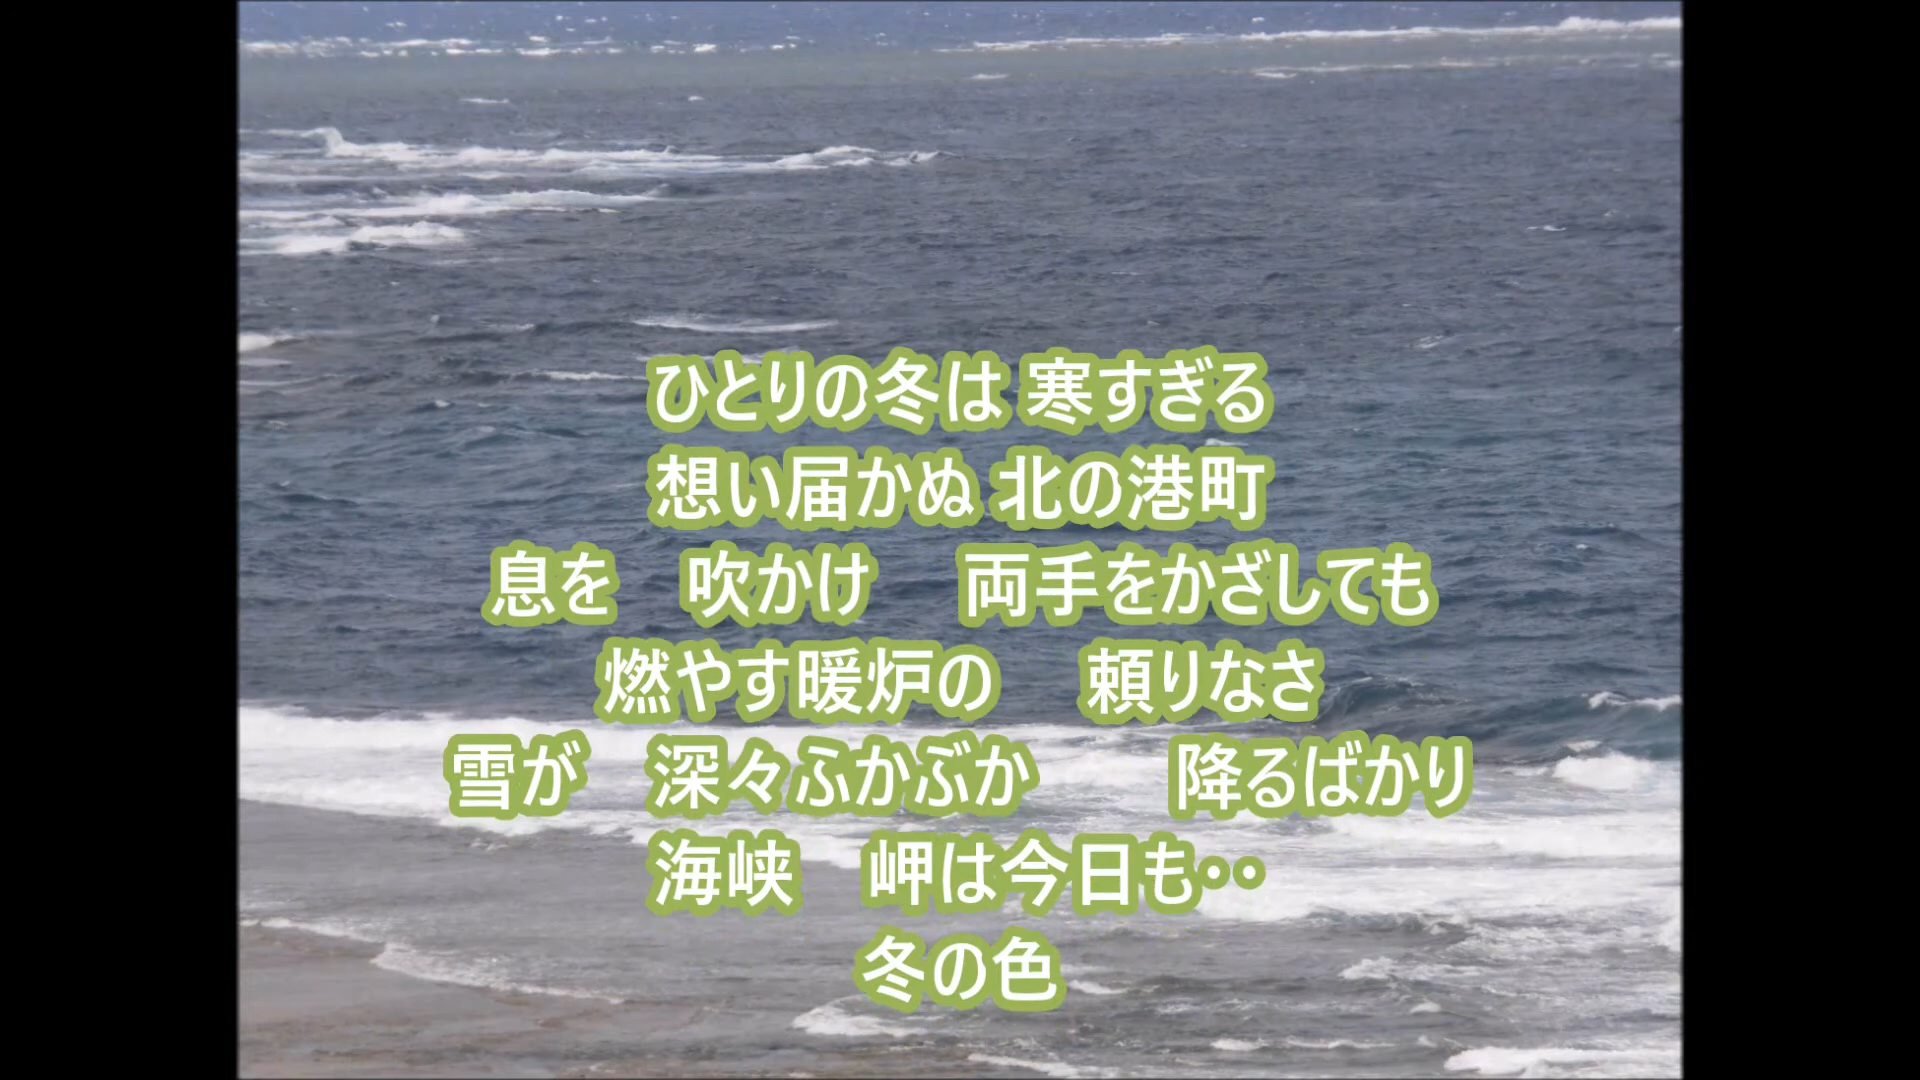 ひとりの冬は 寒すぎる
想い届かぬ 北の港町
息を　吹かけ　 両手をかざしても
燃やす暖炉の　 頼りなさ
雪が　深々ふかぶか　　降るばかり
海峡　岬は今日も・・
冬の色